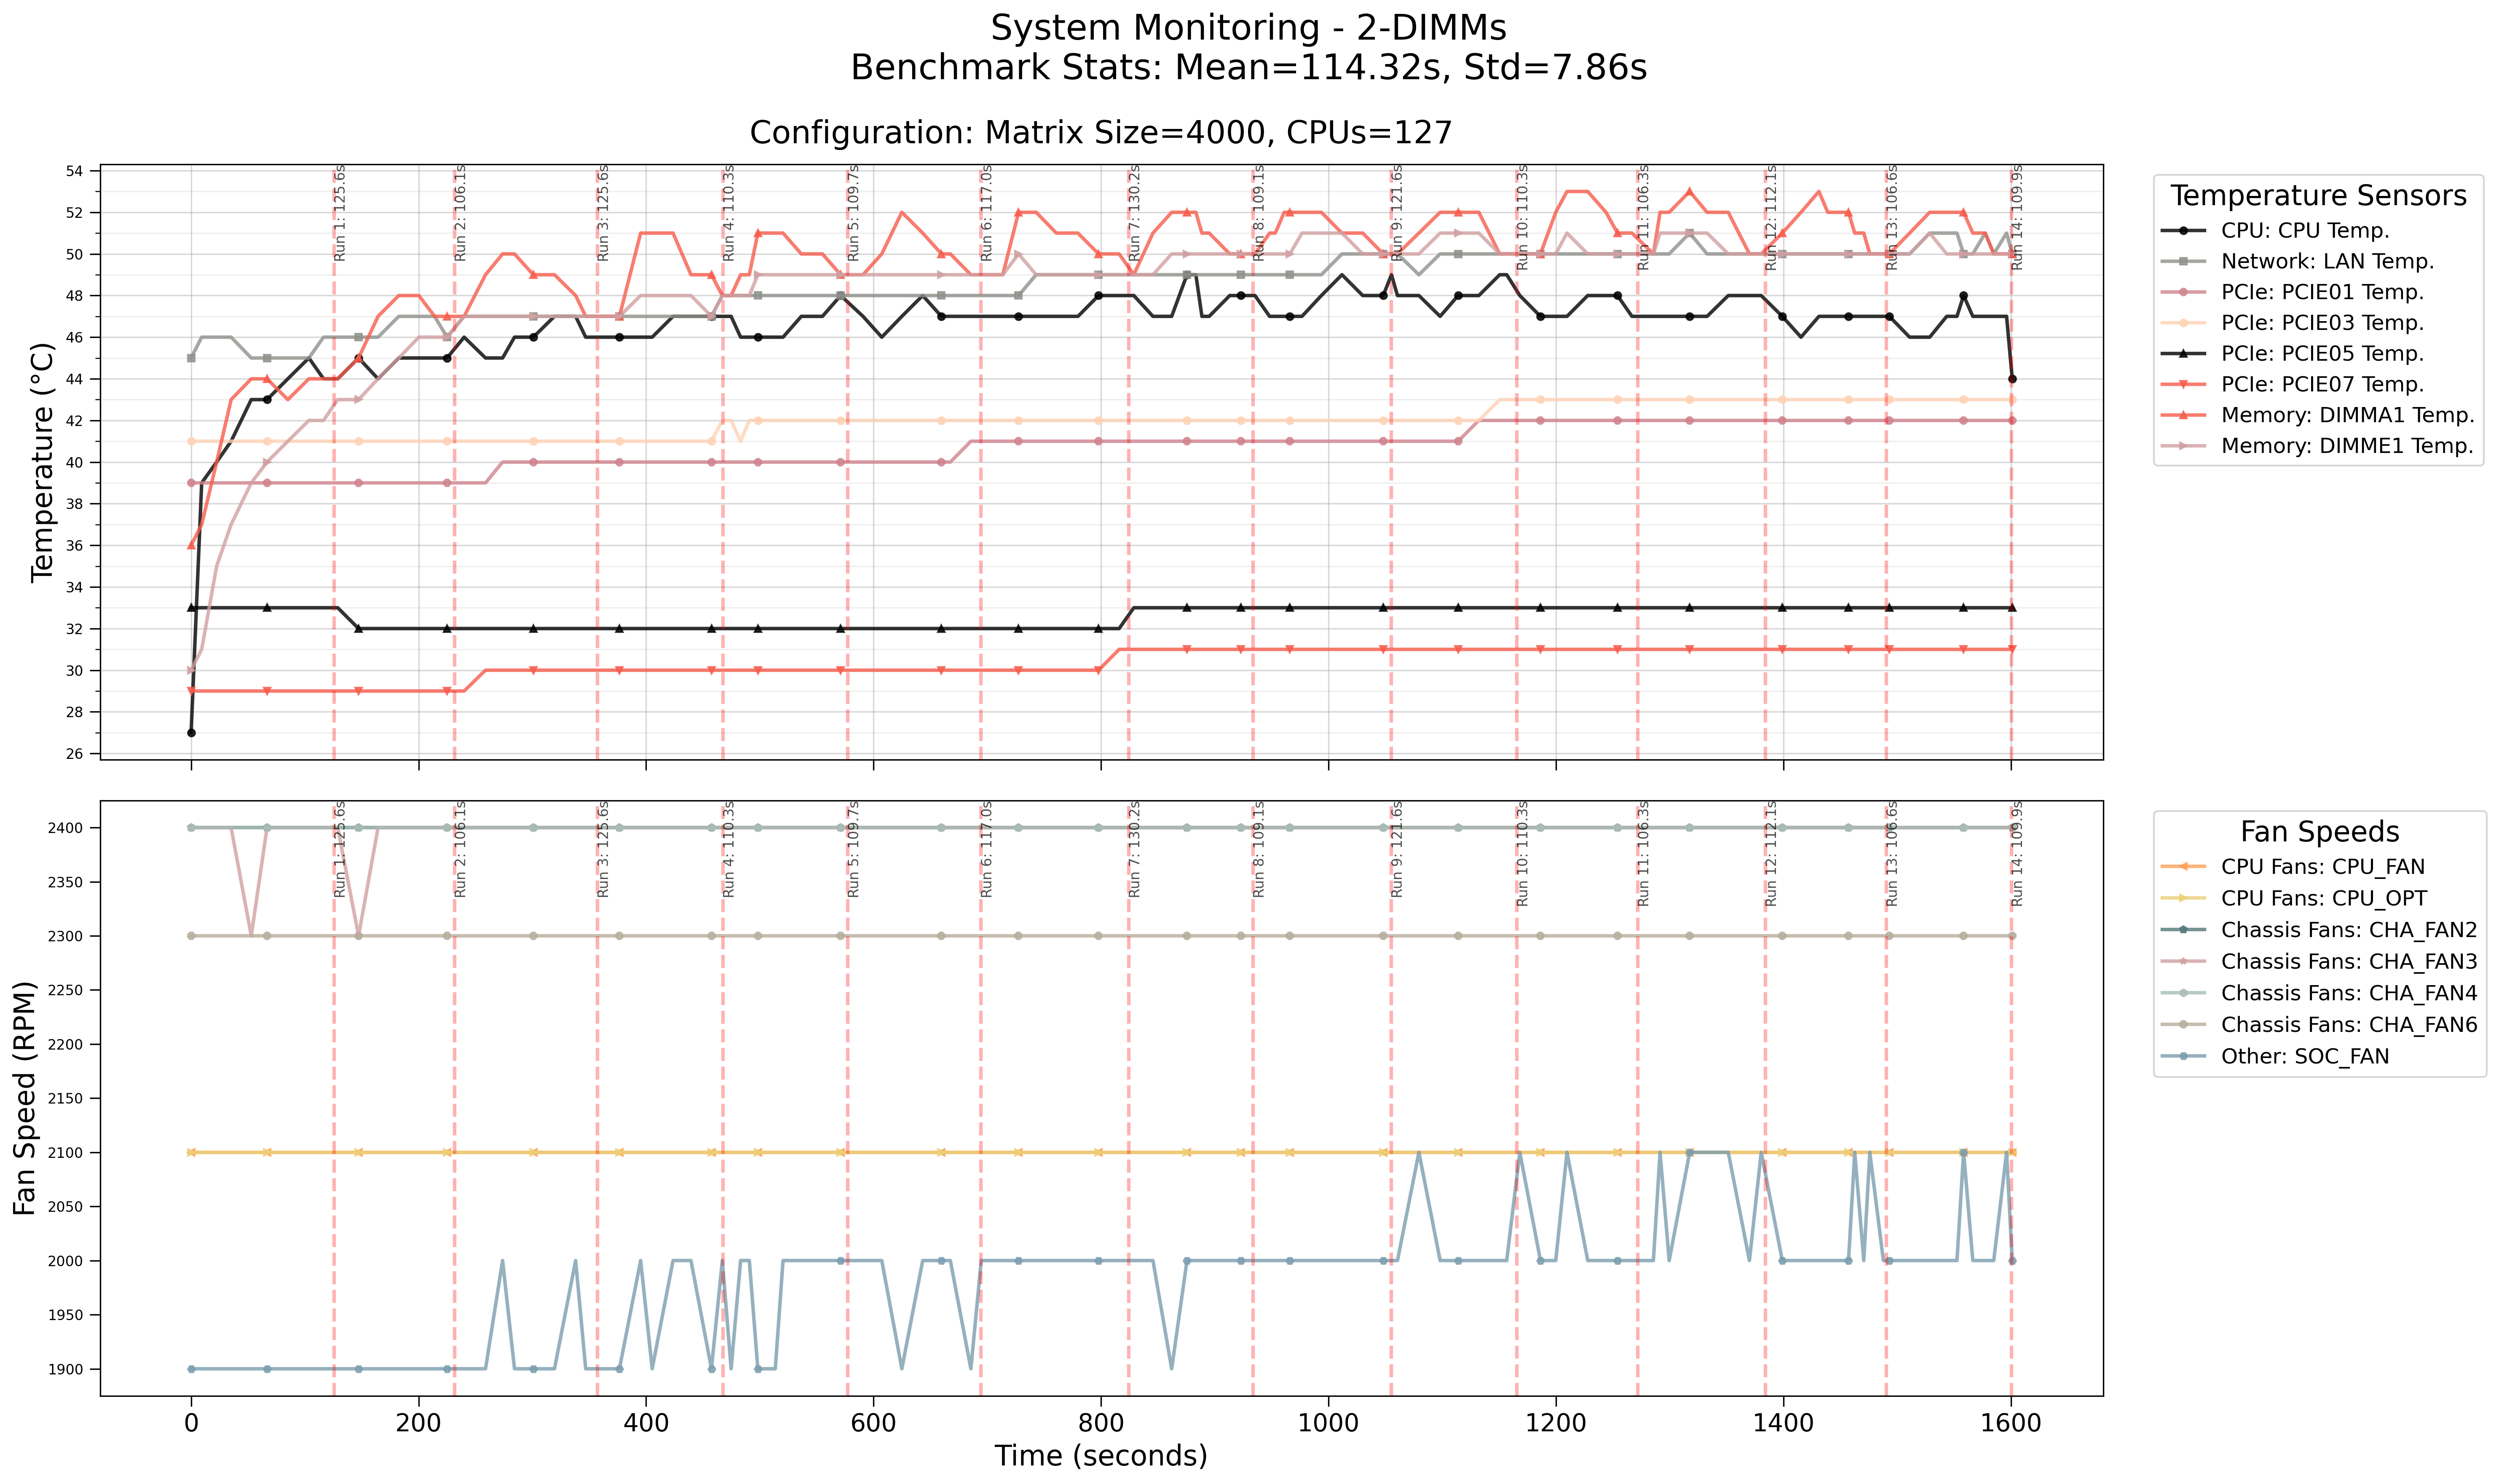 System Monitoring - 2-DIMMs
Benchmark Stats: Mean=114.32s, Std=7.86s
Configuration: Matrix Size=4000, CPUs=127
Temperature (°C)
54
52
50
48
46
44
42
40
38
36
34
32
30
28
26
Run 1: 125.6s
Run 2: 106.1s
Run 3: 125.6s
Run 4: 110.3s
Run 5: 109.7s
Run 6: 117.0s
Run 7: 130.2s
Run 8: 109.1s
Run 9: 121.6s
Run 10: 110.3s
Run 11: 106.3s
Run 12: 112.1s
Run 13: 106.6s
Run 14: 109.9s
Temperature Sensors
CPU: CPU Temp.
Network: LAN Temp.
PCIe: PCIE01 Temp.
PCIe: PCIE03 Temp.
PCIe: PCIE05 Temp.
PCIe: PCIE07 Temp.
Memory: DIMMA1 Temp.
Memory: DIMME1 Temp.
Fan Speed (RPM)
2400
2350
2300
2250
2200
2150
2100
2050
2000
1950
1900
Run 1: 125.6s
Run 2: 106.1s
Run 3: 125.6s
Run 4: 110.3s
Run 5: 109.7s
Run 6: 117.0s
Run 7: 130.2s
Run 8: 109.1s
Run 9: 121.6s
Run 10: 110.3s
Run 11: 106.3s
Run 12: 112.1s
Run 13: 106.6s
Run 14: 109.9s
Fan Speeds
CPU Fans: CPU_FAN
CPU Fans: CPU_OPT
Chassis Fans: CHA_FAN2
Chassis Fans: CHA_FAN3
Chassis Fans: CHA_FAN4
Chassis Fans: CHA_FAN6
Other: SOC_FAN
0 200 400 600 800 1000 1200 1400 1600
Time (seconds)